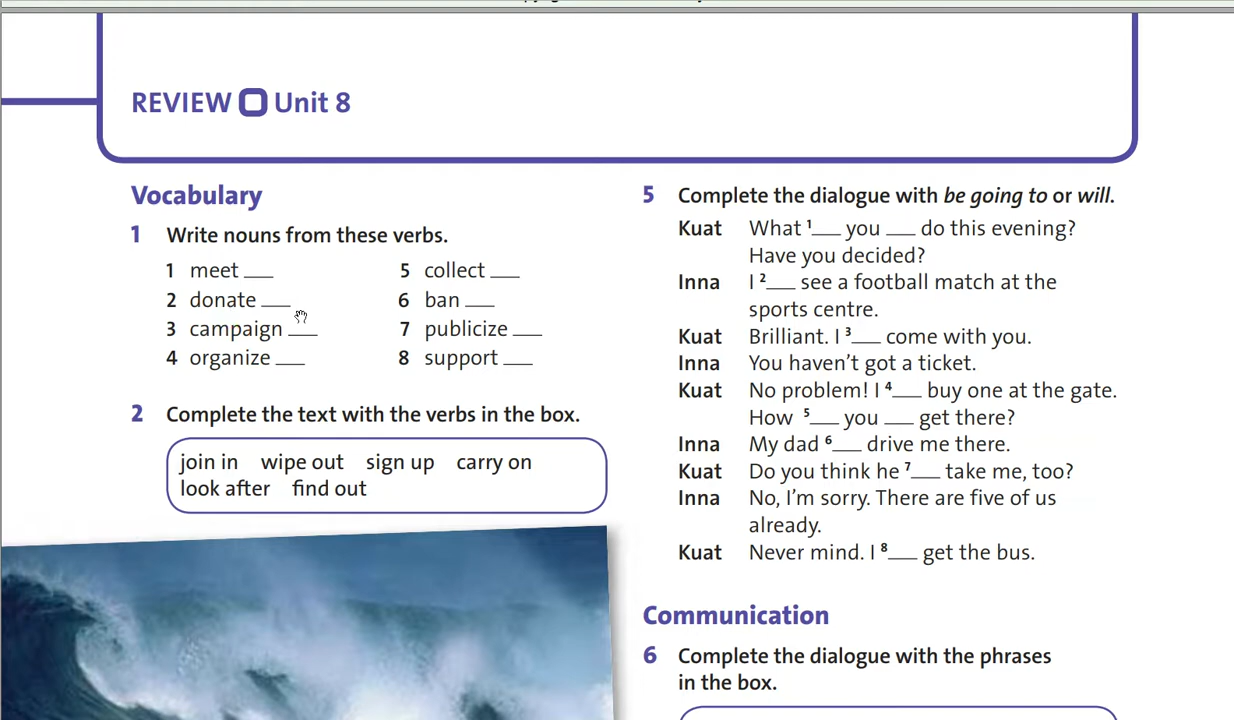 REVIEW Unit 8
Vocabulary
1 Write nouns from these verbs.
1 meet ___
2 donate ___
3 campaign ___
4 organize ___
5 collect ___
6 ban ___
7 publicize ___
8 support ___
2 Complete the text with the verbs in the box.
join in wipe out sign up carry on
look after find out
5 Complete the dialogue with be going to or will.
Kuat What ¹___ you ___ do this evening?
Have you decided?
Inna I ²___ see a football match at the
sports centre.
Kuat Brilliant. I ³___ come with you.
Inna You haven't got a ticket.
Kuat No problem! I ⁴___ buy one at the gate.
How ⁵___ you ___ get there?
Inna My dad ⁶___ drive me there.
Kuat Do you think he ⁷___ take me, too?
Inna No, I'm sorry. There are five of us
already.
Kuat Never mind. I ⁸___ get the bus.
Communication
6 Complete the dialogue with the phrases
in the box.